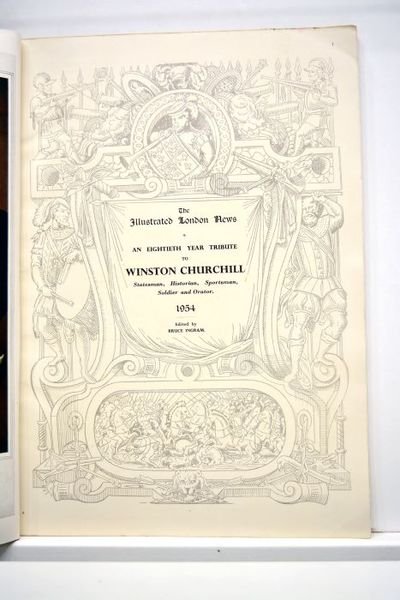 The
Illustrated London News
AN EIGHTIETH YEAR TRIBUTE
TO
WINSTON CHURCHILL
Statesman, Historian, Sportsman,
Soldier and Orator.
1954
Edited by
BRUCE INGRAM.